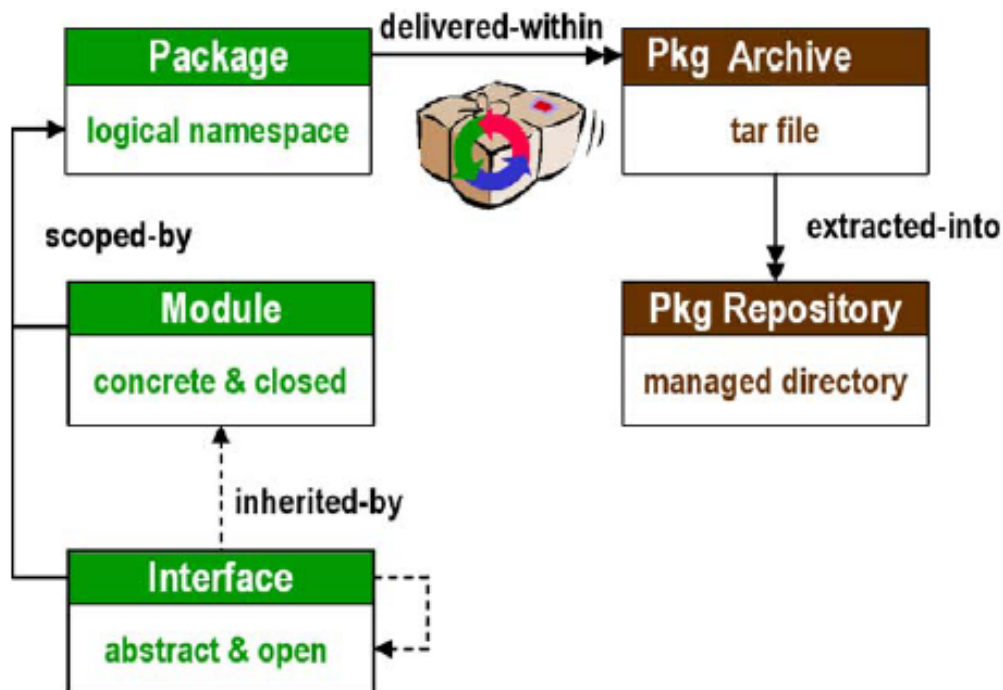 Package
logical namespace
delivered-within
Pkg Archive
tar file
scoped-by
extracted-into
Module
concrete & closed
Pkg Repository
managed directory
inherited-by
Interface
abstract & open